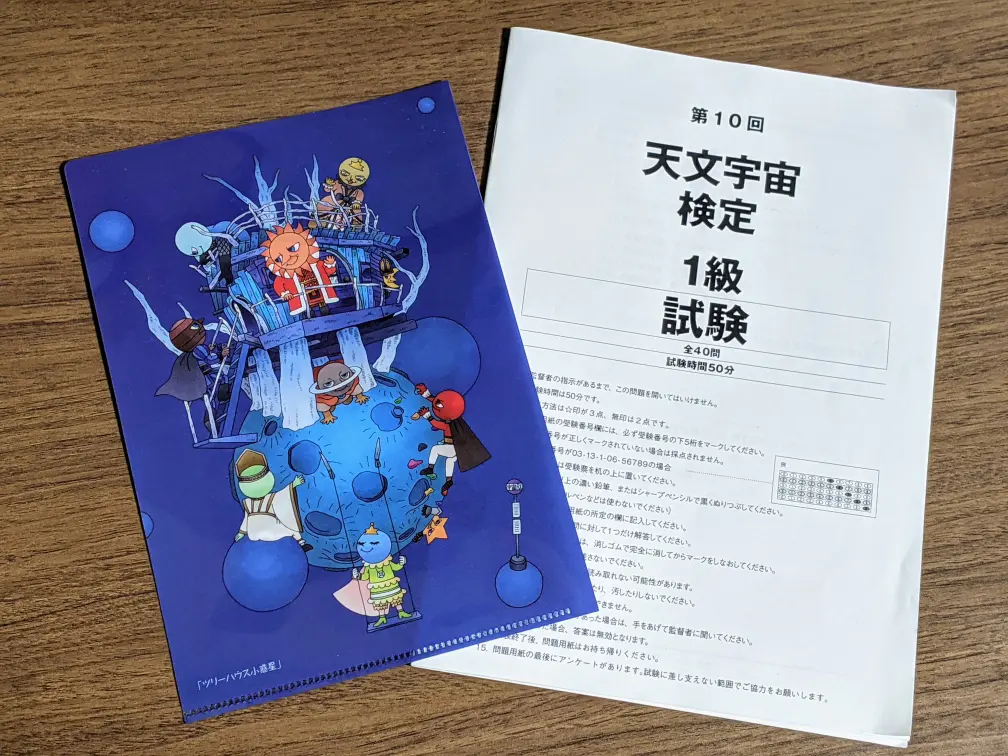 「ツリーハウス小惑星」
第10回
天文宇宙
検定
1級
試験
全40問
試験時間50分
監督者の指示があるまで、この問題を開いてはいけません。
験時間は50分です。
方法は☆印が3点、無印は2点です。
用紙の受験番号欄には、必ず受験番号の下5桁をマークしてください。
番号が正しくマークされていない場合は採点されません。
号が03-13-1-06-56789の場合
例
は受験票を机の上に置いてください。
以上の濃い鉛筆、またはシャープペンシルで黒くぬりつぶしてください。
ルペンなどは使わないでください)
用紙の所定の欄に記入してください。
問に対して1つだけ解答してください。
は、消しゴムで完全に消してからマークをしなおしてください。
さないでください。
読み取れない可能性があります。
たり、汚したりしないでください。
できません。
あった場合は、手をあげて監督者に聞いてください。
場合、答案は無効となります。
終了後、問題用紙はお持ち帰りください。
15. 問題用紙の最後にアンケートがあります。試験に差し支えない範囲でご協力をお願いします。